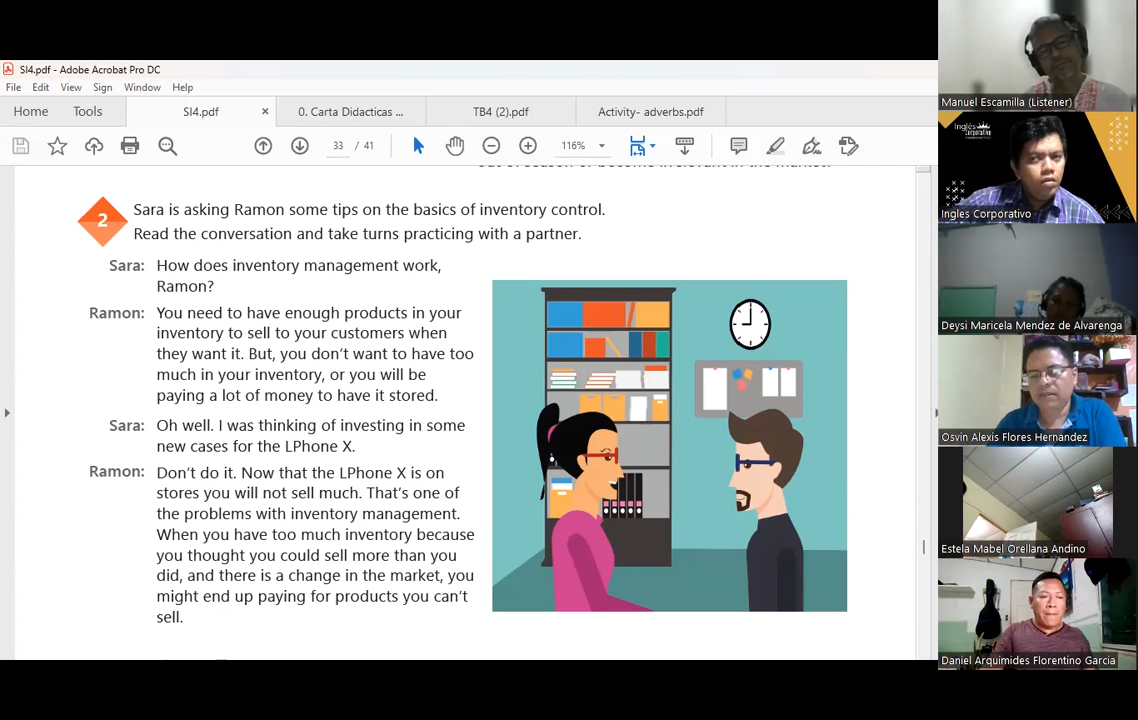 SI4.pdf - Adobe Acrobat Pro DC
File Edit View Sign Window Help
Home Tools SI4.pdf × 0. Carta Didacticas ... TB4 (2).pdf Activity- adverbs.pdf
33 / 41 116%
2
Sara is asking Ramon some tips on the basics of inventory control.
Read the conversation and take turns practicing with a partner.
Sara: How does inventory management work,
Ramon?
Ramon: You need to have enough products in your
inventory to sell to your customers when
they want it. But, you don't want to have too
much in your inventory, or you will be
paying a lot of money to have it stored.
Sara: Oh well. I was thinking of investing in some
new cases for the LPhone X.
Ramon: Don't do it. Now that the LPhone X is on
stores you will not sell much. That's one of
the problems with inventory management.
When you have too much inventory because
you thought you could sell more than you
did, and there is a change in the market, you
might end up paying for products you can't
sell.
Manuel Escamilla (Listener)
Inglés
Corporativo
Ingles Corporativo
Deysi Maricela Mendez de Alvarenga
Osvin Alexis Flores Hernandez
Estela Mabel Orellana Andino
Daniel Arquimides Florentino Garcia